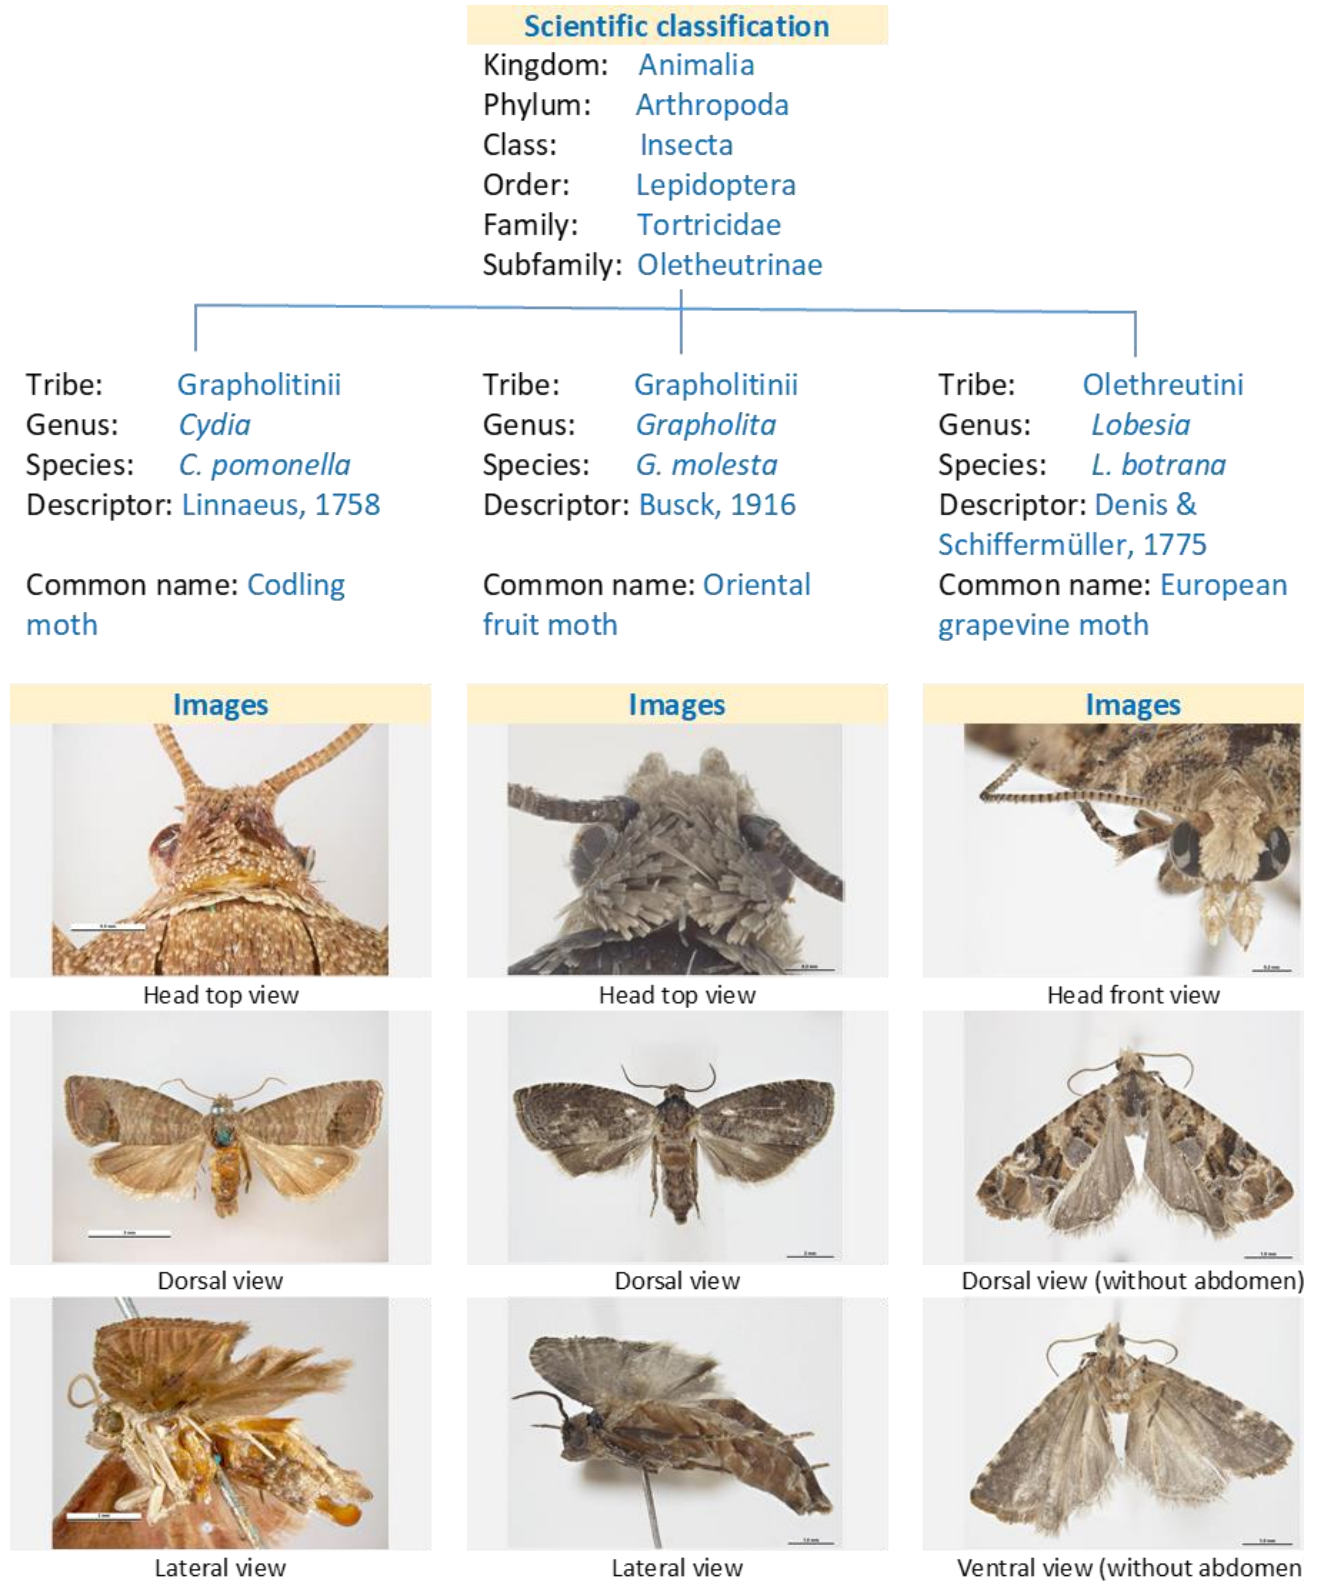 Scientific classification
Kingdom: Animalia
Phylum: Arthropoda
Class: Insecta
Order: Lepidoptera
Family: Tortricidae
Subfamily: Oletheutrinae
Tribe: Grapholitinii
Genus: Cydia
Species: C. pomonella
Descriptor: Linnaeus, 1758
Common name: Codling
moth
Tribe: Grapholitinii
Genus: Grapholita
Species: G. molesta
Descriptor: Busck, 1916
Common name: Oriental
fruit moth
Tribe: Olethreutini
Genus: Lobesia
Species: L. botrana
Descriptor: Denis &
Schiffermüller, 1775
Common name: European
grapevine moth
Images
Head top view
Dorsal view
Lateral view
Images
Head top view
Dorsal view
Lateral view
Images
Head front view
Dorsal view (without abdomen)
Ventral view (without abdomen